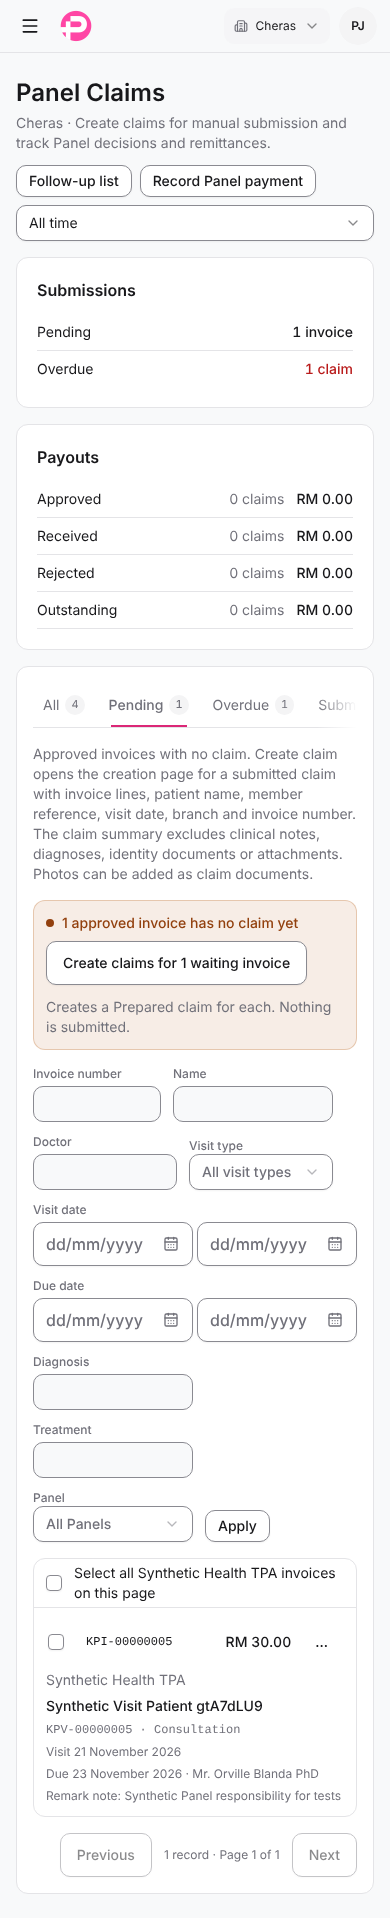 Cheras
PJ
Panel Claims
Cheras · Create claims for manual submission and
track Panel decisions and remittances.
Follow-up list
Record Panel payment
All time
Submissions
Pending 1 invoice
Overdue 1 claim
Payouts
Approved 0 claims RM 0.00
Received 0 claims RM 0.00
Rejected 0 claims RM 0.00
Outstanding 0 claims RM 0.00
All 4 Pending 1 Overdue 1 Subm
Approved invoices with no claim. Create claim
opens the creation page for a submitted claim
with invoice lines, patient name, member
reference, visit date, branch and invoice number.
The claim summary excludes clinical notes,
diagnoses, identity documents or attachments.
Photos can be added as claim documents.
1 approved invoice has no claim yet
Create claims for 1 waiting invoice
Creates a Prepared claim for each. Nothing
is submitted.
Invoice number Name
Doctor Visit type
All visit types
Visit date
dd/mm/yyyy dd/mm/yyyy
Due date
dd/mm/yyyy dd/mm/yyyy
Diagnosis
Treatment
Panel
All Panels Apply
Select all Synthetic Health TPA invoices
on this page
KPI-00000005 RM 30.00 ...
Synthetic Health TPA
Synthetic Visit Patient gtA7dLU9
KPV-00000005 · Consultation
Visit 21 November 2026
Due 23 November 2026 · Mr. Orville Blanda PhD
Remark note: Synthetic Panel responsibility for tests
Previous 1 record · Page 1 of 1 Next